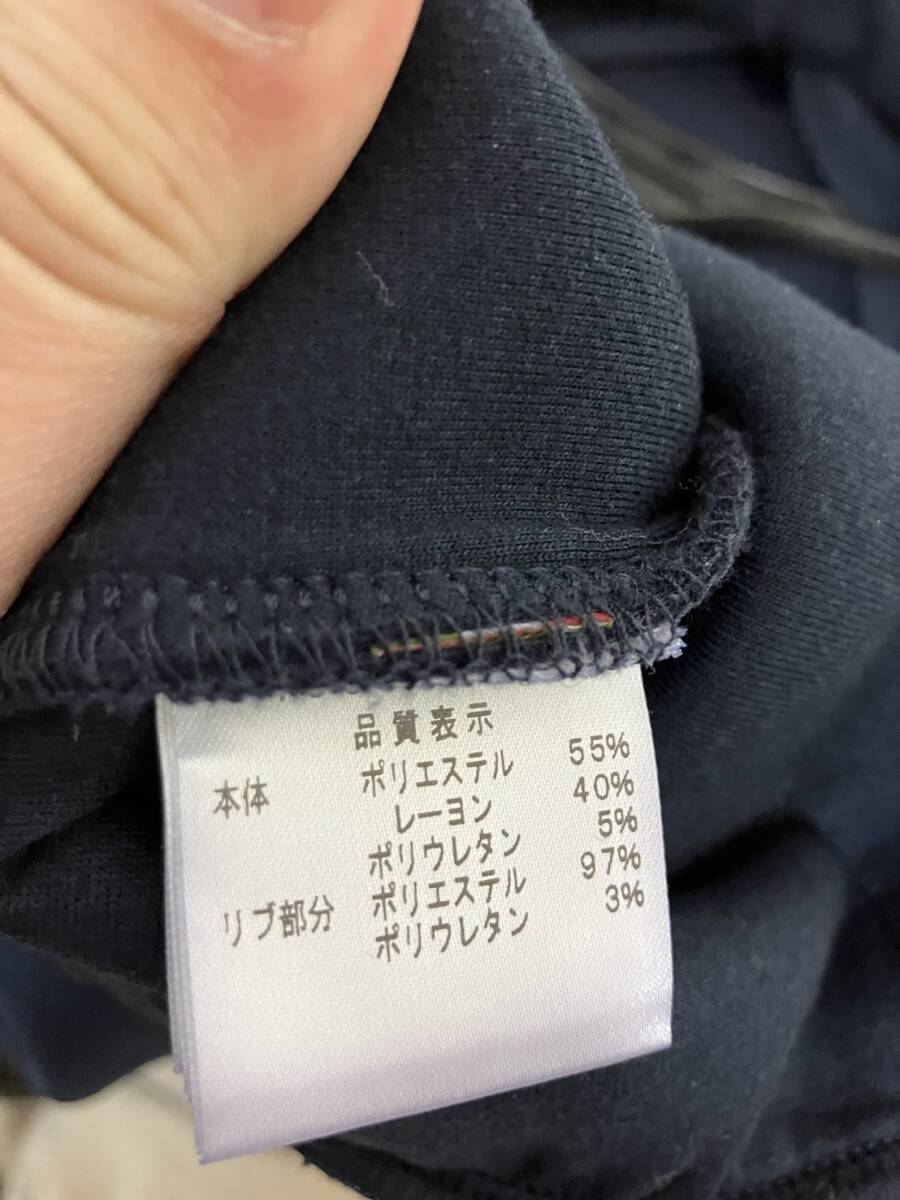 品質表示
本体 ポリエステル 55%
レーヨン 40%
ポリウレタン 5%
リブ部分 ポリエステル 97%
ポリウレタン 3%